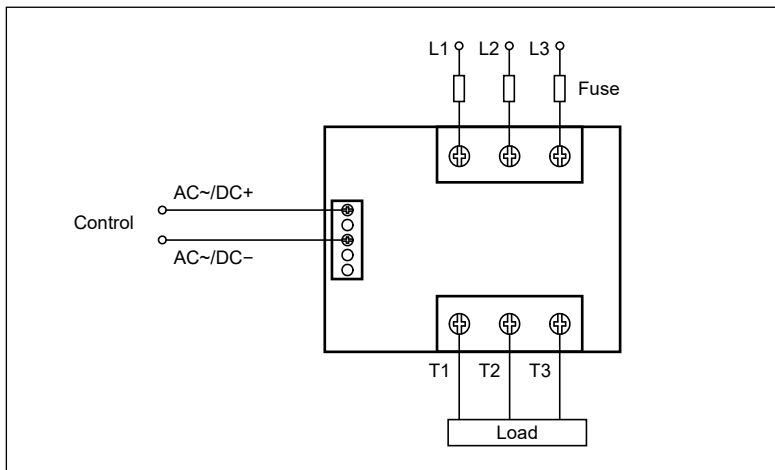 L1 L2 L3
Fuse
AC~/DC+
Control
AC~/DC−
T1 T2 T3
Load